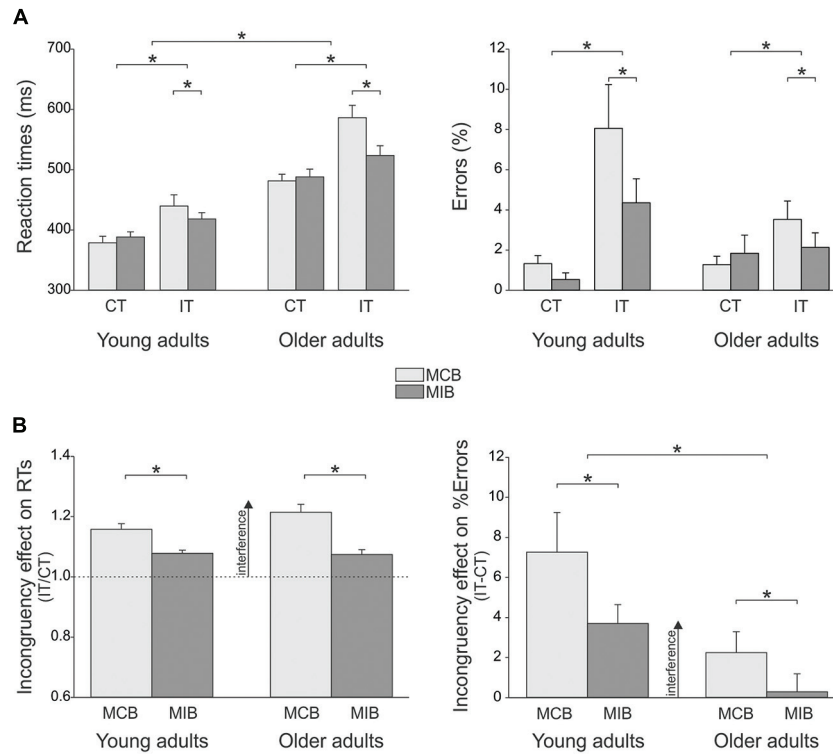 A
*
*
*
*
*
700
600
500
400
300
Reaction times (ms)
CT IT CT IT
Young adults Older adults
*
*
*
*
12
10
8
6
4
2
0
Errors (%)
CT IT CT IT
Young adults Older adults
MCB
MIB
B
*
*
1.4
1.2
1.0
0.8
0.6
Incongruency effect on RTs
(IT/CT)
interference
MCB MIB MCB MIB
Young adults Older adults
*
*
*
12
10
8
6
4
2
0
Incongruency effect on %Errors
(IT-CT)
interference
MCB MIB MCB MIB
Young adults Older adults